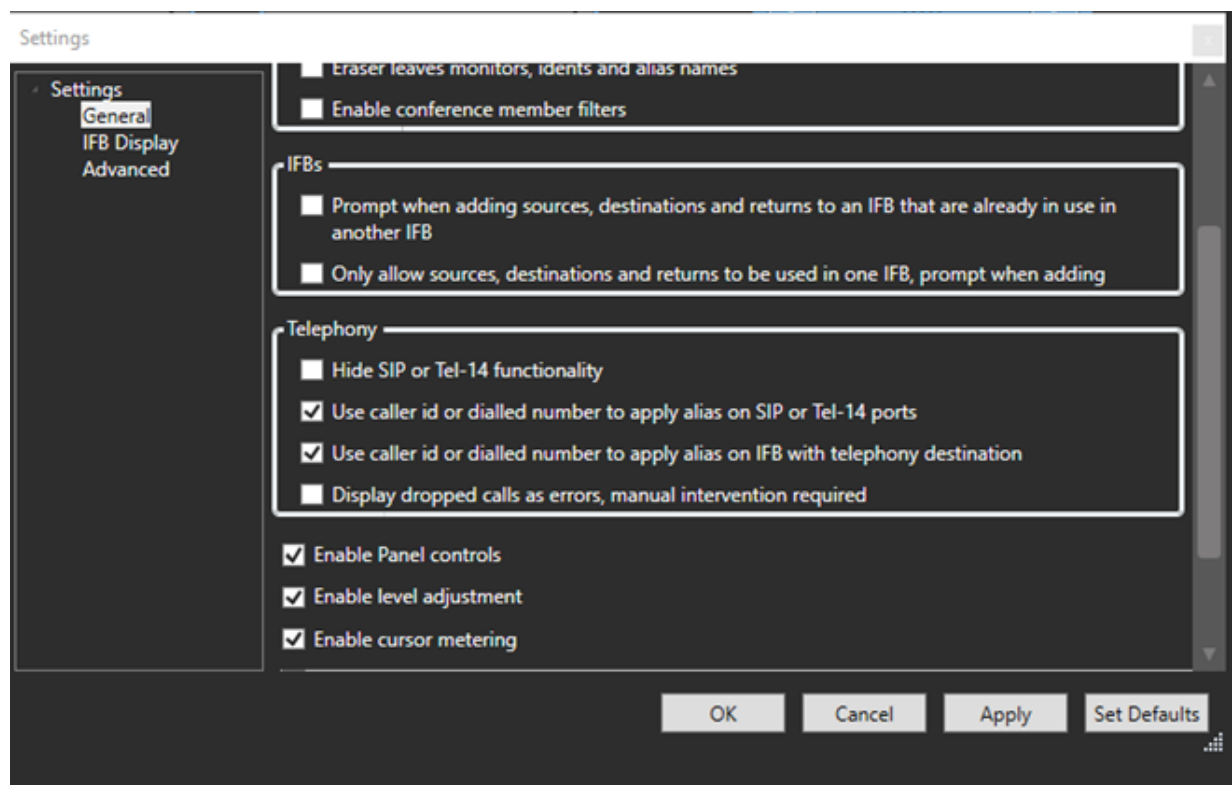 Settings
Settings
General
IFB Display
Advanced
Eraser leaves monitors, idents and alias names
Enable conference member filters
IFBs
Prompt when adding sources, destinations and returns to an IFB that are already in use in
another IFB
Only allow sources, destinations and returns to be used in one IFB, prompt when adding
Telephony
Hide SIP or Tel-14 functionality
Use caller id or dialled number to apply alias on SIP or Tel-14 ports
Use caller id or dialled number to apply alias on IFB with telephony destination
Display dropped calls as errors, manual intervention required
Enable Panel controls
Enable level adjustment
Enable cursor metering
OK
Cancel
Apply
Set Defaults